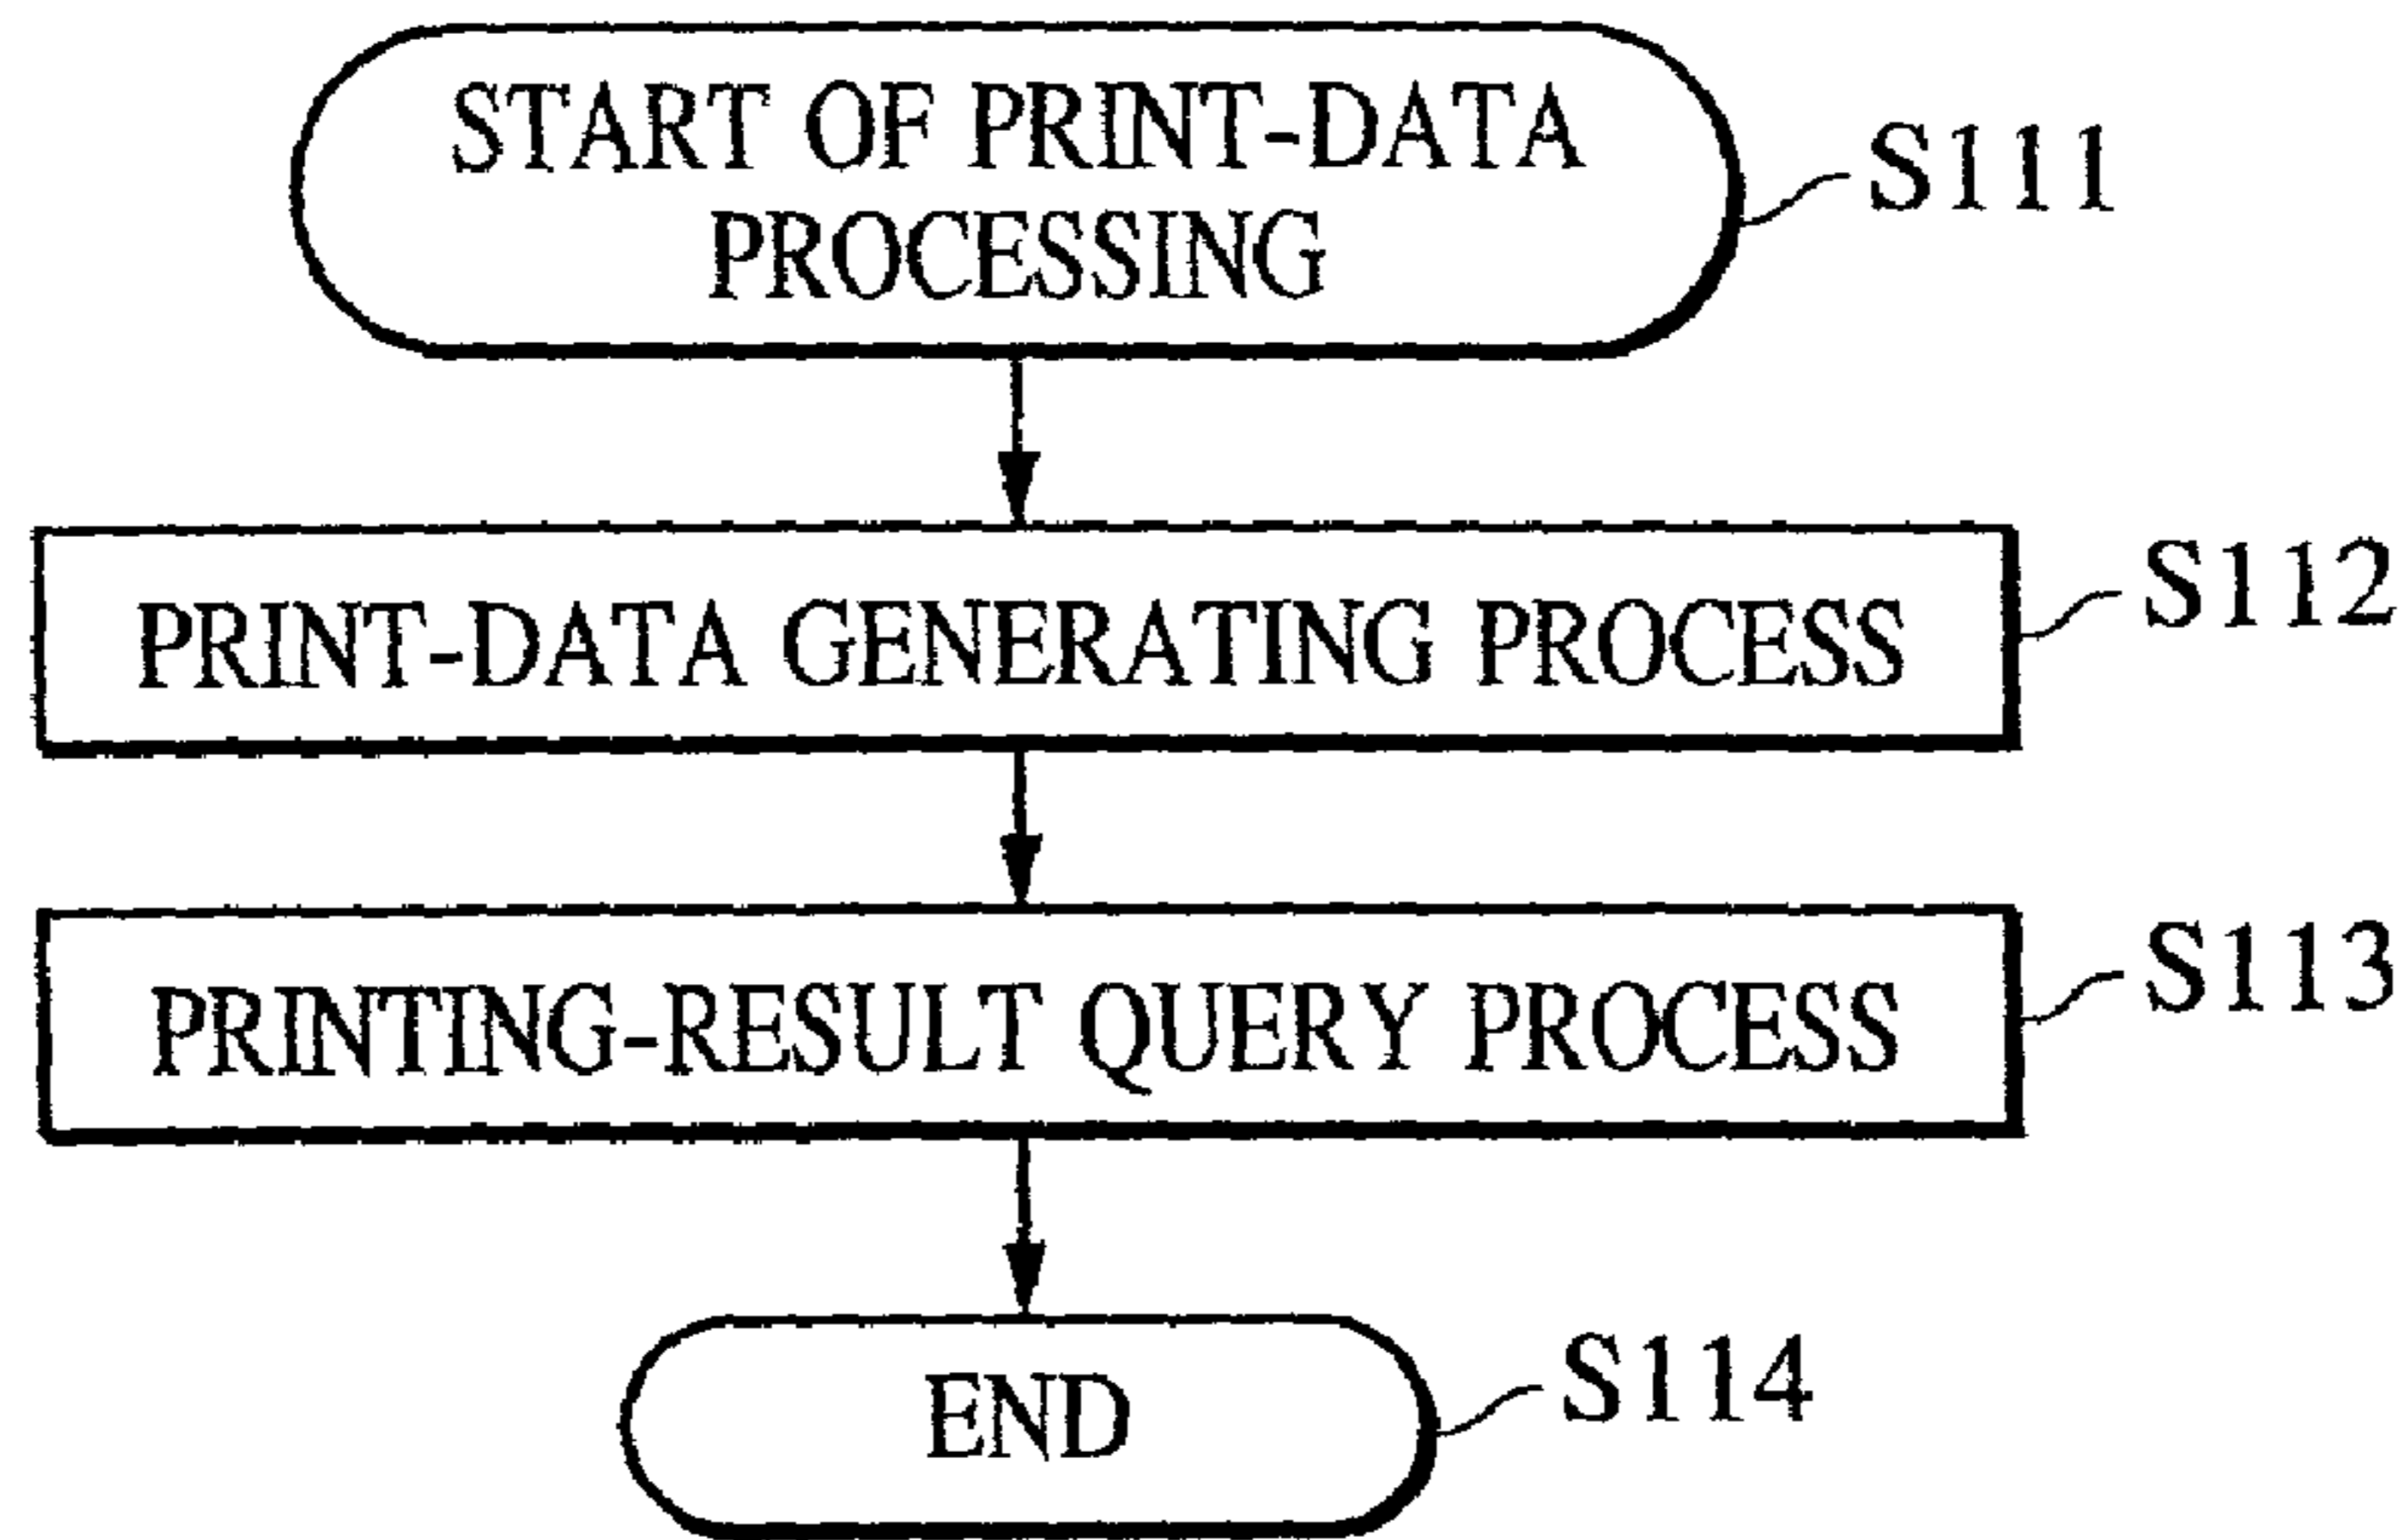 START OF PRINT-DATA
PROCESSING
S111
PRINT-DATA GENERATING PROCESS
S112
PRINTING-RESULT QUERY PROCESS
S113
END
S114